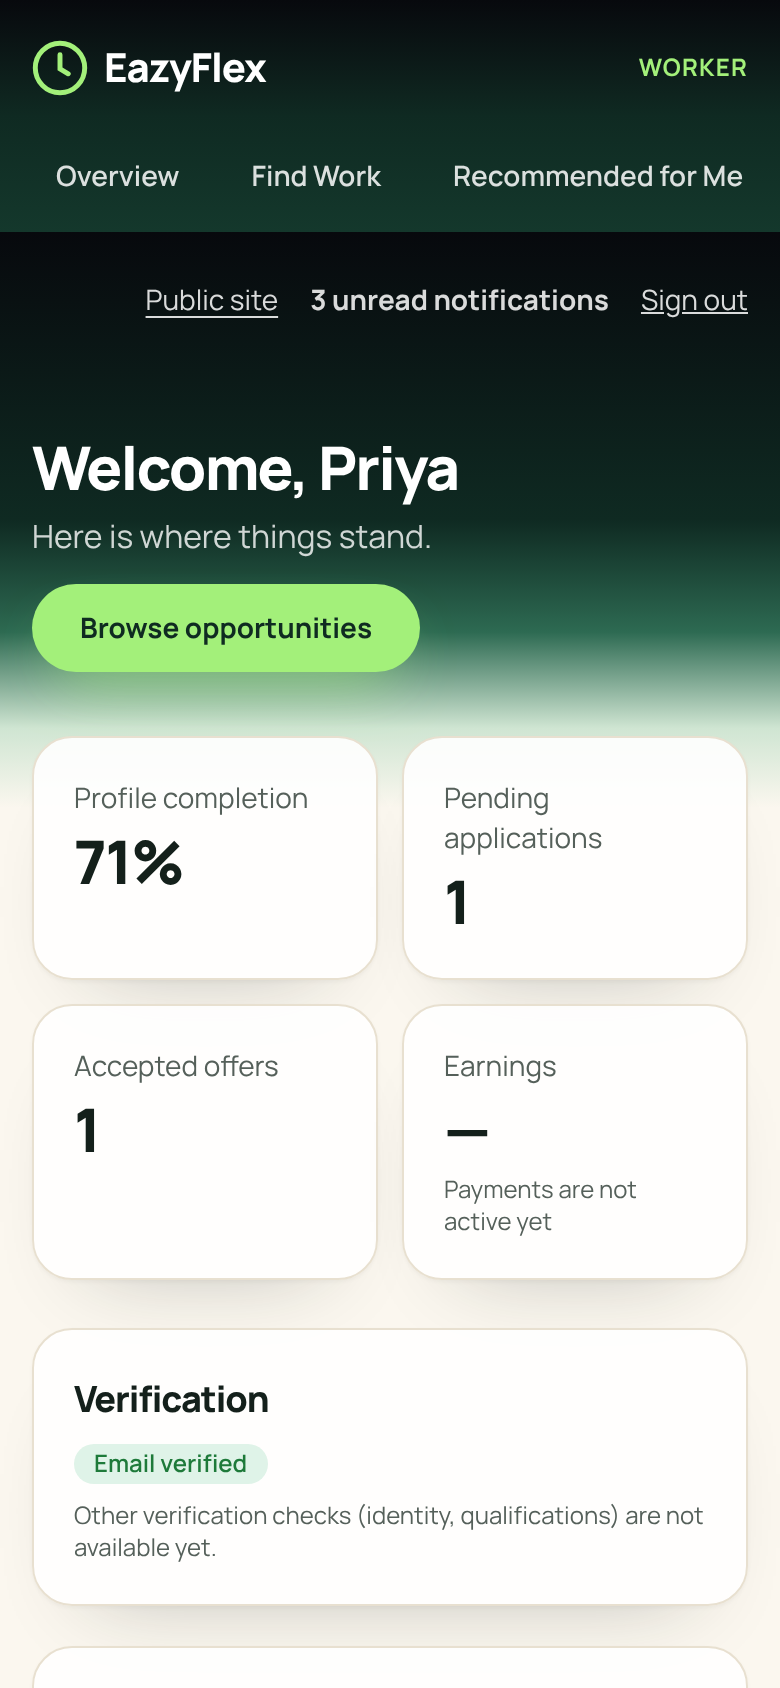 EazyFlex
WORKER
Overview Find Work Recommended for Me
Public site 3 unread notifications Sign out
Welcome, Priya
Here is where things stand.
Browse opportunities
Profile completion
71%
Pending
applications
1
Accepted offers
1
Earnings
—
Payments are not
active yet
Verification
Email verified
Other verification checks (identity, qualifications) are not
available yet.